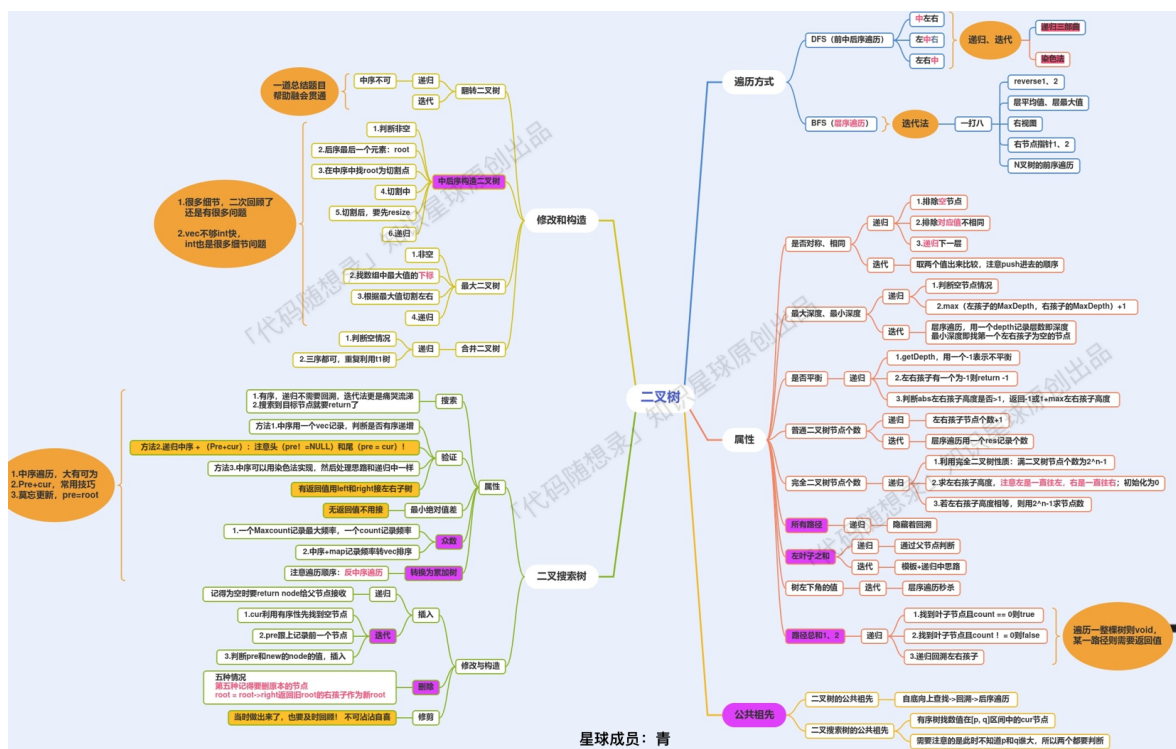 二叉树
遍历方式
DFS（前中后序遍历）
中左右
左中右
左右中
递归、迭代
递归三部曲
染色法
BFS（层序遍历）
迭代法
一打八
reverse1、2
层平均值、层最大值
右视图
右节点指针1、2
N叉树的前序遍历
属性
是否对称、相同
递归
1.排除空节点
2.排除对应值不相同
3.递归下一层
迭代
取两个值出来比较，注意push进去的顺序
最大深度、最小深度
递归
1.判断空节点情况
2.max（左孩子的MaxDepth，右孩子的MaxDepth）+1
迭代
层序遍历，用一个depth记录层数即深度
最小深度即找第一个左右孩子为空的节点
是否平衡
递归
1.getDepth，用一个-1表示不平衡
2.左右孩子有一个为-1则return -1
3.判断abs左右孩子高度是否>1，返回-1或1+max左右孩子高度
普通二叉树节点个数
递归
左右孩子节点个数+1
迭代
层序遍历用一个res记录个数
完全二叉树节点个数
递归
1.利用完全二叉树性质：满二叉树节点个数为2^n-1
2.求左右孩子高度，注意左是一直往左，右是一直往右；初始化为0
3.若左右孩子高度相等，则用2^n-1求节点数
所有路径
递归
隐藏着回溯
左叶子之和
递归
通过父节点判断
迭代
模板+递归中思路
树左下角的值
迭代
层序遍历秒杀
路径总和1、2
递归
1.找到叶子节点且count == 0则true
2.找到叶子节点且count！= 0则false
3.递归回溯左右孩子
遍历一整棵树则void，
某一路径则需要返回值
公共祖先
二叉树的公共祖先
自底向上查找->回溯->后序遍历
二叉搜索树的公共祖先
有序树找数值在[p, q]区间中的cur节点
需要注意的是此时不知道p和q谁大，所以两个都要判断
修改和构造
翻转二叉树
递归
中序不可
迭代
一道总结题目
帮助融会贯通
中后序构造二叉树
1.判断非空
2.后序最后一个元素：root
3.在中序中找root为切割点
4.切割中
5.切割后，要先resize
6.递归
最大二叉树
1.非空
2.找数组中最大值的下标
3.根据最大值切割左右
4.递归
1.很多细节，二次回顾了
还是有很多问题
2.vec不够int快，
int也是很多细节问题
合并二叉树
递归
1.判断空情况
2.三序都可，重复利用t1树
二叉搜索树
属性
搜索
1.有序，递归不需要回溯，迭代法更是痛哭流涕
2.搜索到目标节点就要return了
验证
方法1.中序用一个vec记录，判断是否有序递增
方法2.递归中序 + （Pre+cur）：注意头（pre！=NULL）和尾（pre = cur）！
方法3.中序可以用染色法实现，然后处理思路和递归中一样
有返回值用left和right接左右子树
最小绝对值差
无返回值不用接
众数
1.一个Maxcount记录最大频率，一个count记录频率
2.中序+map记录频率转vec排序
转换为累加树
注意遍历顺序：反中序遍历
1.中序遍历，大有可为
2.Pre+cur，常用技巧
3.莫忘更新，pre=root
修改与构造
插入
递归
记得为空时要return node给父节点接收
迭代
1.cur利用有序性先找到空节点
2.pre跟上记录前一个节点
3.判断pre和new的node的值，插入
删除
五种情况
第五种记得要删原本的节点
root = root->right返回旧root的右孩子作为新root
修剪
当时做出来了，也要及时回顾！ 不可沾沾自喜
星球成员：青
「代码随想录」知识星球原创出品
「代码随想录」知识星球原创出品